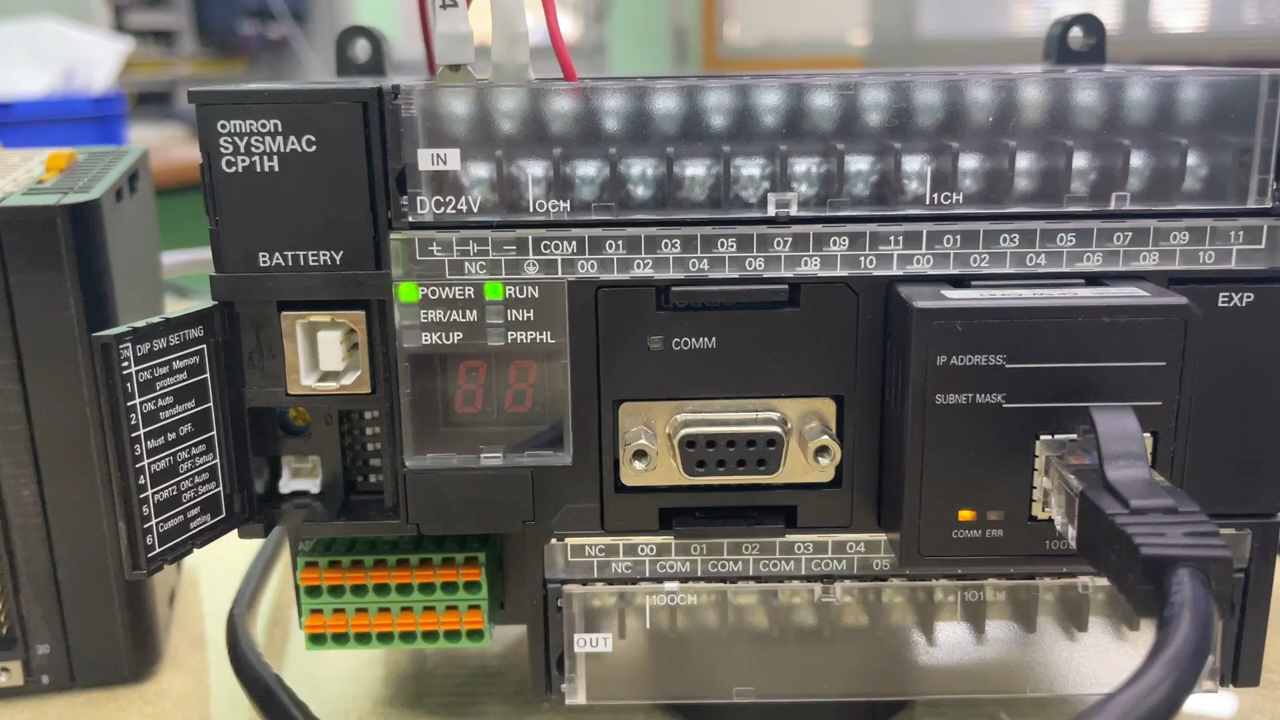 omron
SYSMAC
CP1H
BATTERY
IN
DC24V
0CH
1CH
+ - COM 01 03 05 07 09 11 01 03 05 07 09 11
NC 00 02 04 06 08 10 00 02 04 06 08 10
POWER RUN
ERR/ALM INH
BKUP PRPHL
88
COMM
IP ADDRESS:
SUBNET MASK:
COMM ERR
EXP
ON
DIP SW SETTING
1 ON: User Memory
protected
2 ON: Auto
transferred
3 Must be OFF.
4 PORT1 ON: Auto
OFF: Setup
5 PORT2 ON: Auto
OFF: Setup
6 Custom user
setting
NC 00 01 02 03 04
NC COM COM COM COM 05
100CH
101CH
OUT